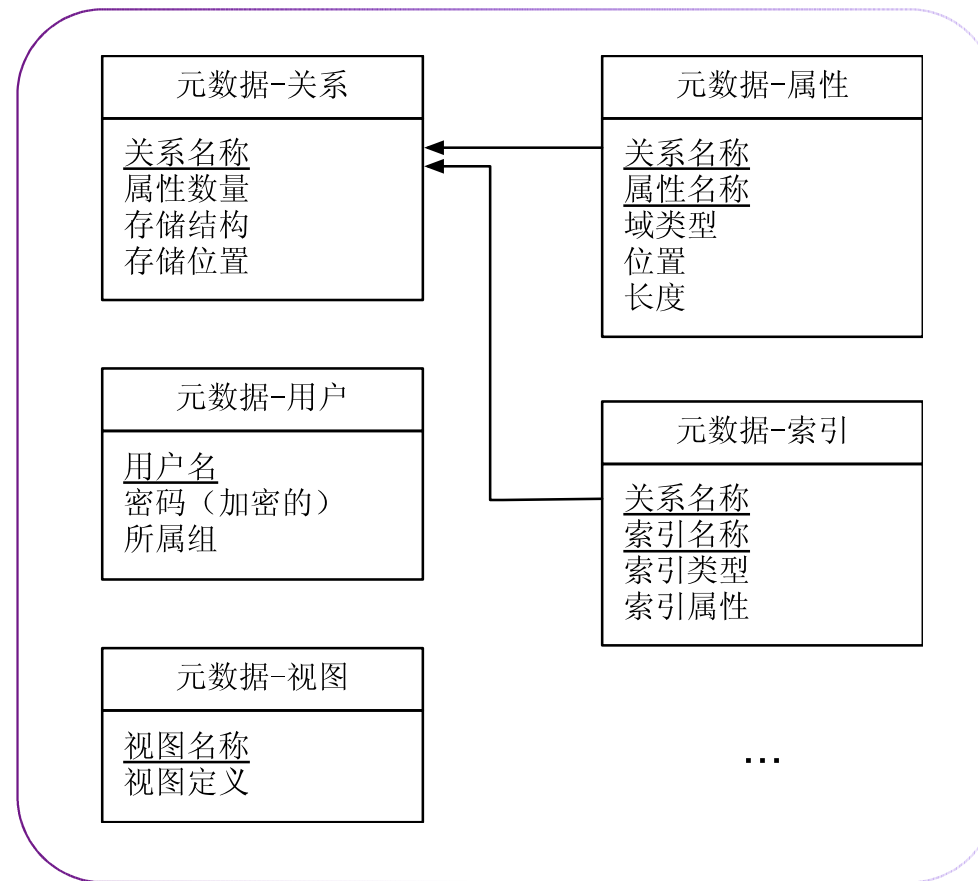 元数据-关系
关系名称
属性数量
存储结构
存储位置
元数据-属性
关系名称
属性名称
域类型
位置
长度
元数据-用户
用户名
密码（加密的）
所属组
元数据-索引
关系名称
索引名称
索引类型
索引属性
元数据-视图
视图名称
视图定义
...